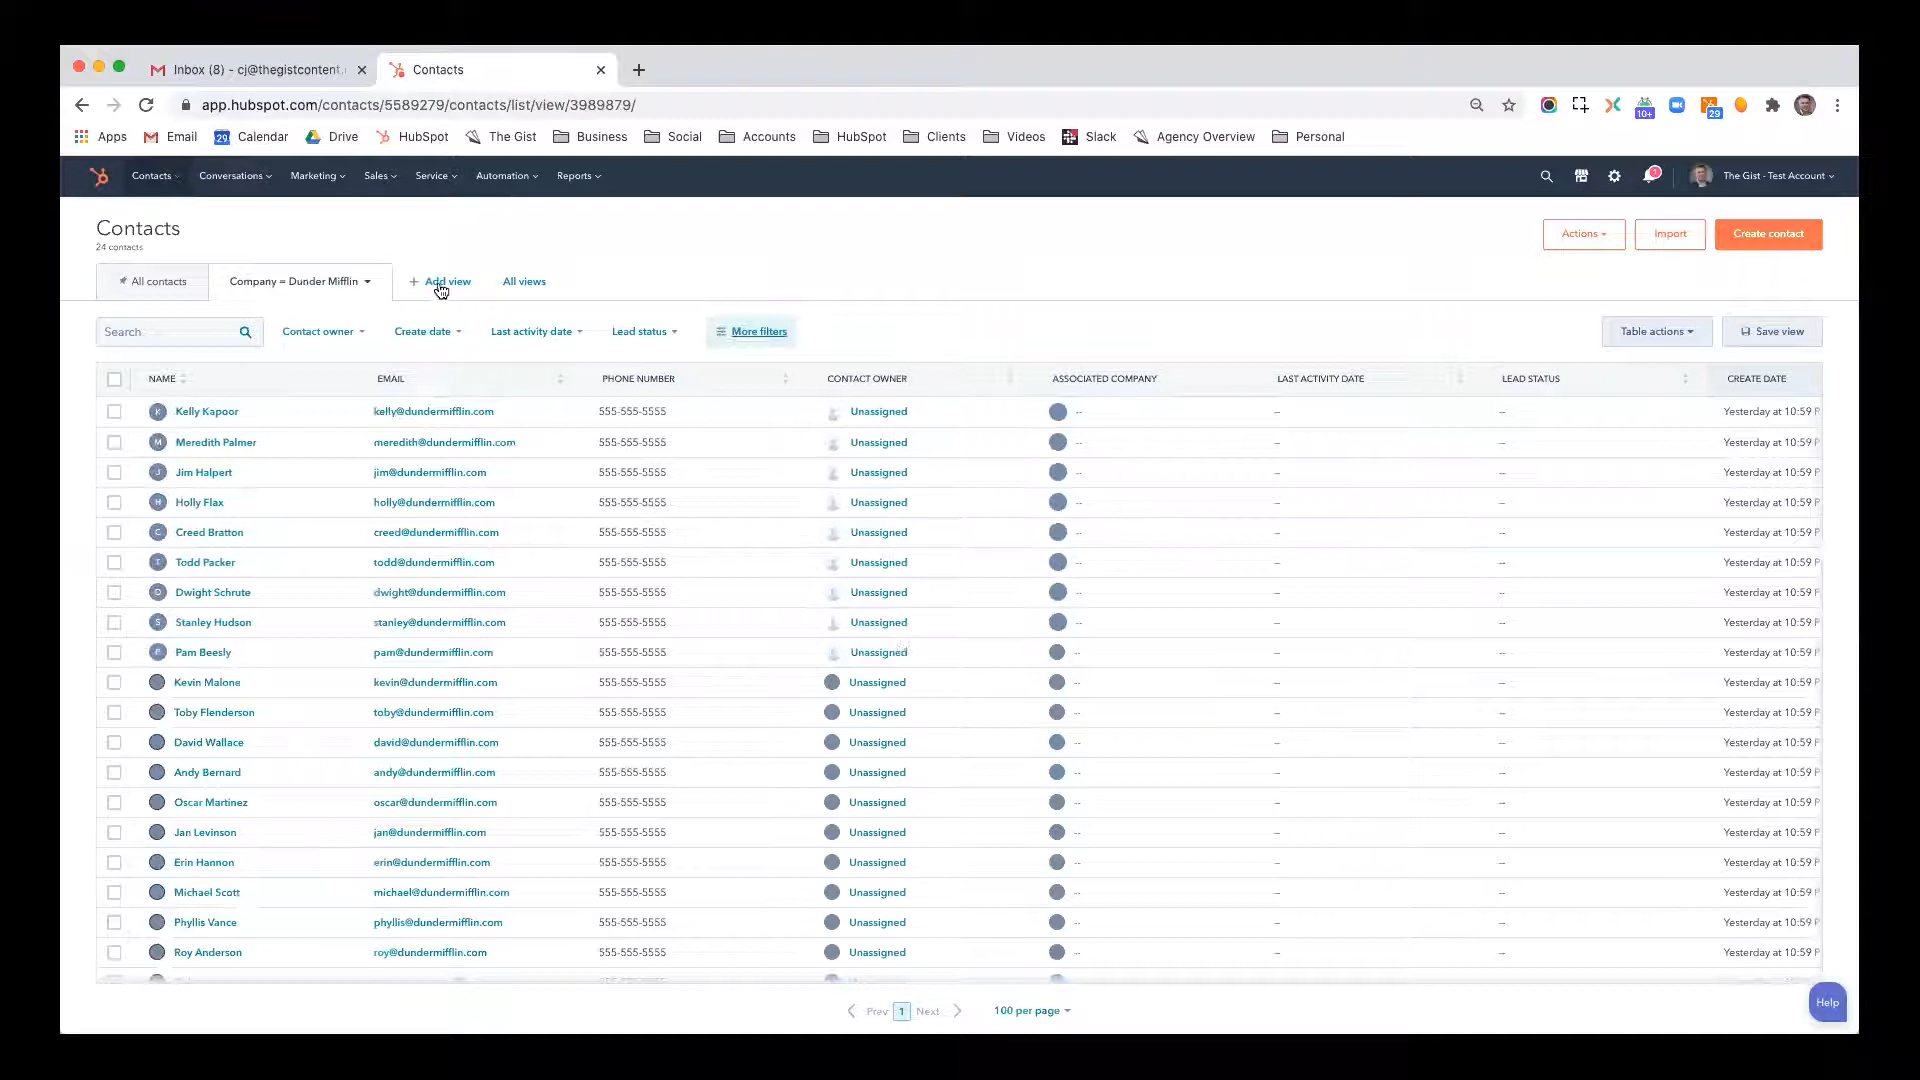 Inbox (8) - cj@thegistcontent.
Contacts
app.hubspot.com/contacts/5589279/contacts/list/view/3989879/
10+
29
Apps
Email
29
Calendar
Drive
HubSpot
The Gist
Business
Social
Accounts
HubSpot
Clients
Videos
Slack
Agency Overview
Personal
Contacts
Conversations
Marketing
Sales
Service
Automation
Reports
1
The Gist - Test Account
Contacts
24 contacts
Actions
Import
Create contact
All contacts
Company = Dunder Mifflin
+ Add view
All views
Search
Contact owner
Create date
Last activity date
Lead status
More filters
Table actions
Save view
NAME EMAIL PHONE NUMBER CONTACT OWNER ASSOCIATED COMPANY LAST ACTIVITY DATE LEAD STATUS CREATE DATE
K Kelly Kapoor kelly@dundermifflin.com 555-555-5555 Unassigned -- -- -- Yesterday at 10:59 P
M Meredith Palmer meredith@dundermifflin.com 555-555-5555 Unassigned -- -- -- Yesterday at 10:59 P
J Jim Halpert jim@dundermifflin.com 555-555-5555 Unassigned -- -- -- Yesterday at 10:59 P
H Holly Flax holly@dundermifflin.com 555-555-5555 Unassigned -- -- -- Yesterday at 10:59 P
C Creed Bratton creed@dundermifflin.com 555-555-5555 Unassigned -- -- -- Yesterday at 10:59 P
T Todd Packer todd@dundermifflin.com 555-555-5555 Unassigned -- -- -- Yesterday at 10:59 P
D Dwight Schrute dwight@dundermifflin.com 555-555-5555 Unassigned -- -- -- Yesterday at 10:59 P
S Stanley Hudson stanley@dundermifflin.com 555-555-5555 Unassigned -- -- -- Yesterday at 10:59 P
P Pam Beesly pam@dundermifflin.com 555-555-5555 Unassigned -- -- -- Yesterday at 10:59 P
Kevin Malone kevin@dundermifflin.com 555-555-5555 Unassigned -- -- -- Yesterday at 10:59 P
Toby Flenderson toby@dundermifflin.com 555-555-5555 Unassigned -- -- -- Yesterday at 10:59 P
David Wallace david@dundermifflin.com 555-555-5555 Unassigned -- -- -- Yesterday at 10:59 P
Andy Bernard andy@dundermifflin.com 555-555-5555 Unassigned -- -- -- Yesterday at 10:59 P
Oscar Martinez oscar@dundermifflin.com 555-555-5555 Unassigned -- -- -- Yesterday at 10:59 P
Jan Levinson jan@dundermifflin.com 555-555-5555 Unassigned -- -- -- Yesterday at 10:59 P
Erin Hannon erin@dundermifflin.com 555-555-5555 Unassigned -- -- -- Yesterday at 10:59 P
Michael Scott michael@dundermifflin.com 555-555-5555 Unassigned -- -- -- Yesterday at 10:59 P
Phyllis Vance phyllis@dundermifflin.com 555-555-5555 Unassigned -- -- -- Yesterday at 10:59 P
Roy Anderson roy@dundermifflin.com 555-555-5555 Unassigned -- -- -- Yesterday at 10:59 P
Prev 1 Next
100 per page
Help